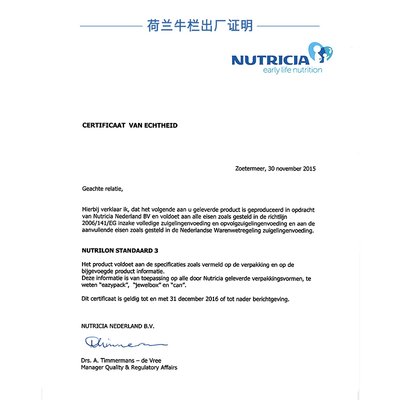 荷兰牛栏出厂证明
NUTRICIA
early life nutrition
CERTIFICAAT VAN ECHTHEID
Zoetermeer, 30 november 2015
Geachte relatie,
Hierbij verklaar ik, dat het volgende aan u geleverde product is geproduceerd in opdracht
van Nutricia Nederland BV en voldoet aan alle eisen zoals gesteld in de richtlijn
2006/141/EG inzake volledige zuigelingenvoeding en opvolgzuigelingenvoeding en aan de
aanvullende eisen zoals gesteld in de Nederlandse Warenwetregeling zuigelingenvoeding.
NUTRILON STANDAARD 3
Het product voldoet aan de specificaties zoals vermeld op de verpakking en op de
bijgevoegde product informatie.
Deze informatie is van toepassing op alle door Nutricia geleverde verpakkingsvormen, te
weten "eazypack", "jewelbox" en "can".
Dit certificaat is geldig tot en met 31 december 2016 of tot nader berichtgeving.
NUTRICIA NEDERLAND B.V.
Drs. A. Timmermans – de Vree
Manager Quality & Regulatory Affairs